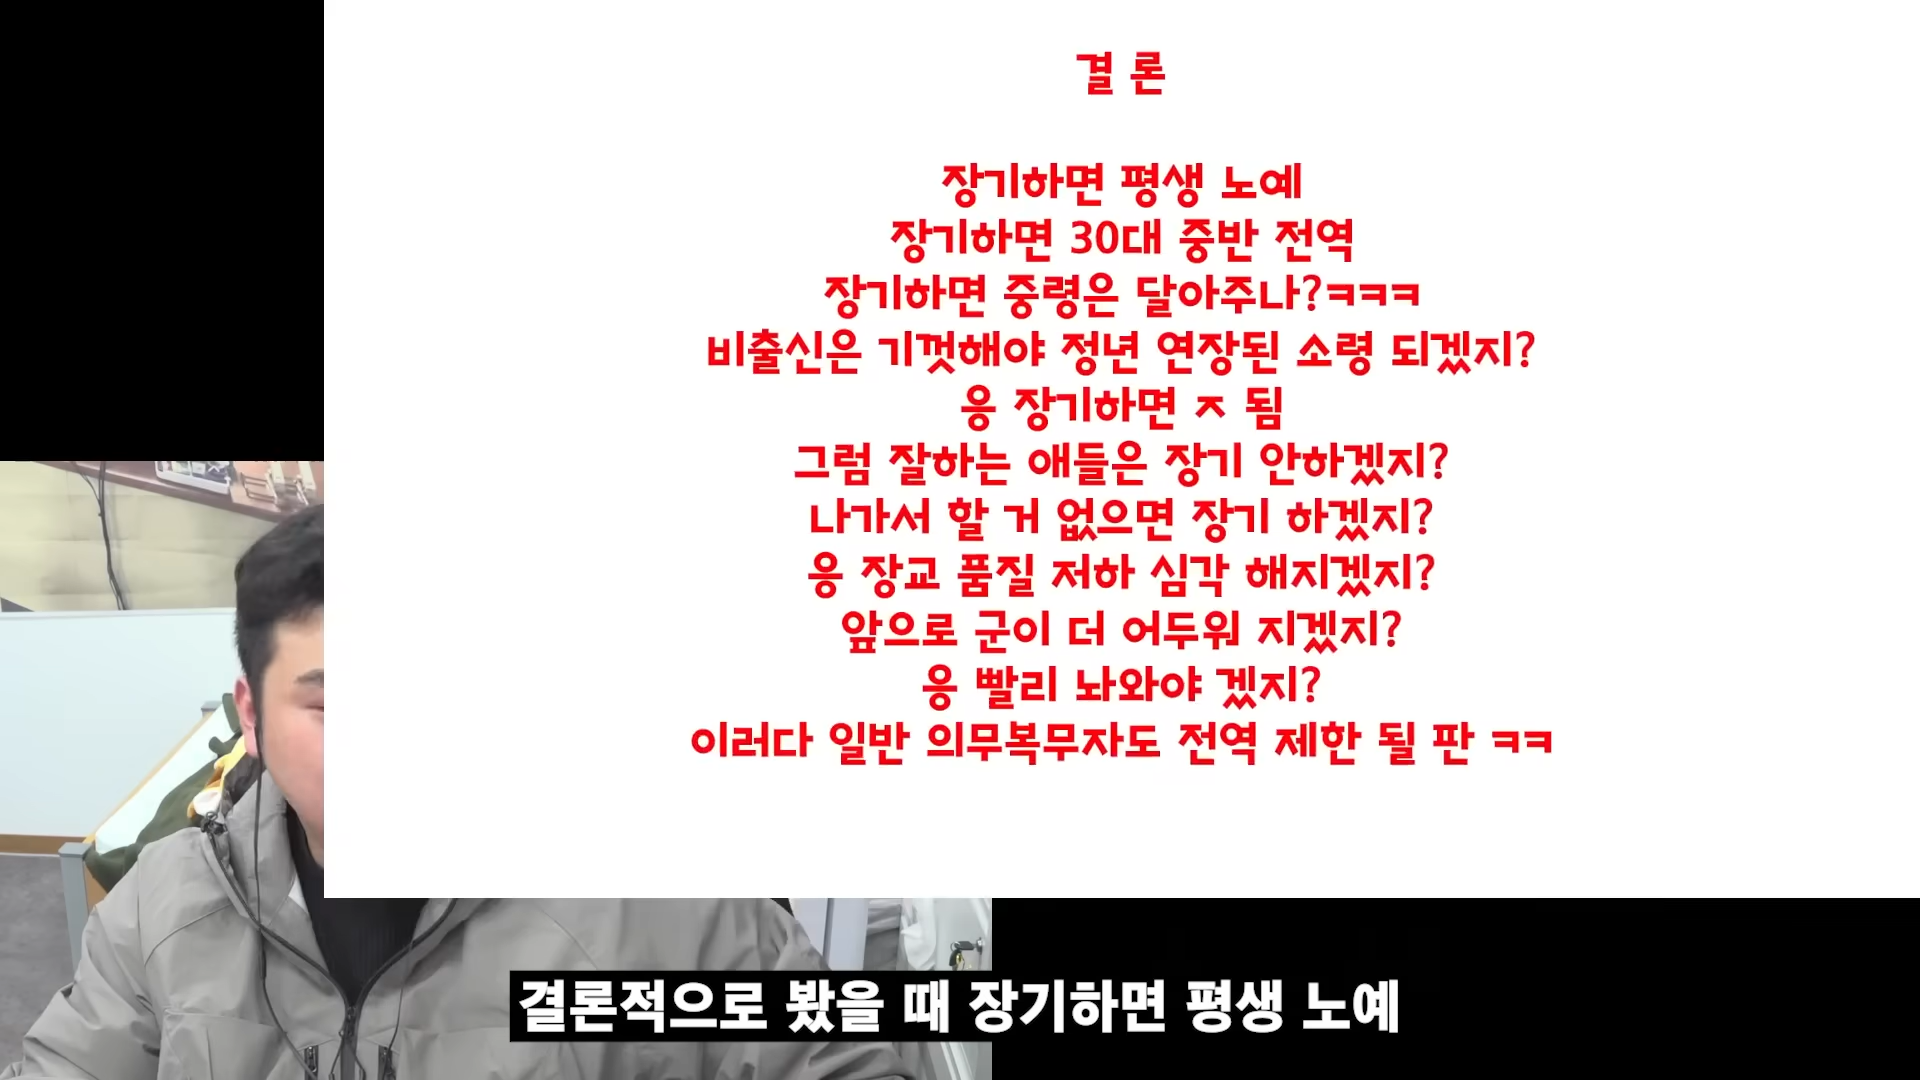 결 론
장기하면 평생 노예
장기하면 30대 중반 전역
장기하면 중령은 달아주나?ㅋㅋㅋ
비출신은 기껏해야 정년 연장된 소령 되겠지?
응 장기하면 ㅈ 됨
그럼 잘하는 애들은 장기 안하겠지?
나가서 할 거 없으면 장기 하겠지?
응 장교 품질 저하 심각 해지겠지?
앞으로 군이 더 어두워 지겠지?
응 빨리 놔와야 겠지?
이러다 일반 의무복무자도 전역 제한 될 판 ㅋㅋ
결론적으로 봤을 때 장기하면 평생 노예